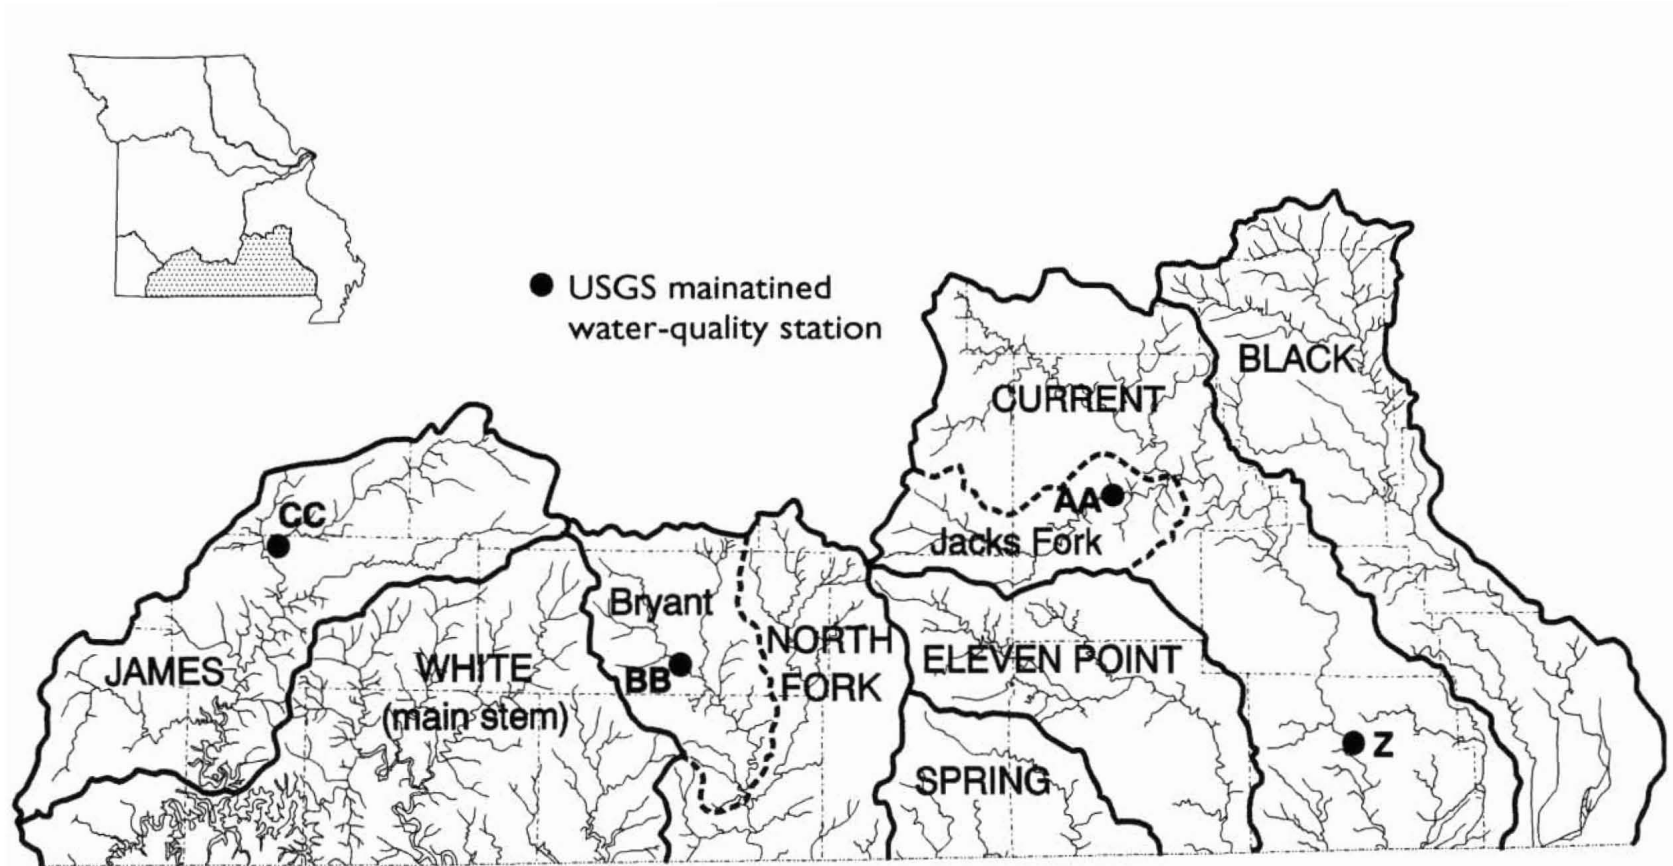 USGS mainatined
water-quality station
BLACK
CURRENT
AA
Jacks Fork
CC
Bryant
NORTH
FORK
BB
JAMES
WHITE
(main stem)
ELEVEN POINT
SPRING
Z